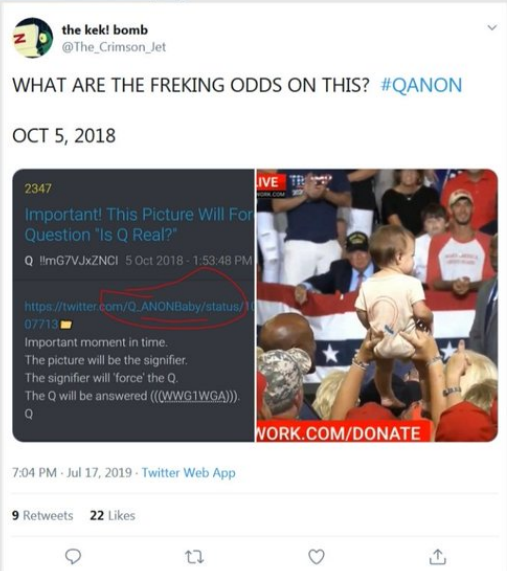 the kek! bomb
@The_Crimson_Jet
WHAT ARE THE FREKING ODDS ON THIS? #QANON
OCT 5, 2018
2347
Important! This Picture Will For
Question "Is Q Real?"
Q !!mG7VJxZNCI 5 Oct 2018 - 1:53:48 PM
https://twitter.com/Q_ANONBaby/status/10
07713
Important moment in time.
The picture will be the signifier.
The signifier will 'force' the Q.
The Q will be answered (((WWG1WGA))).
Q
LIVE
WORK.COM/DONATE
7:04 PM · Jul 17, 2019 · Twitter Web App
9 Retweets 22 Likes